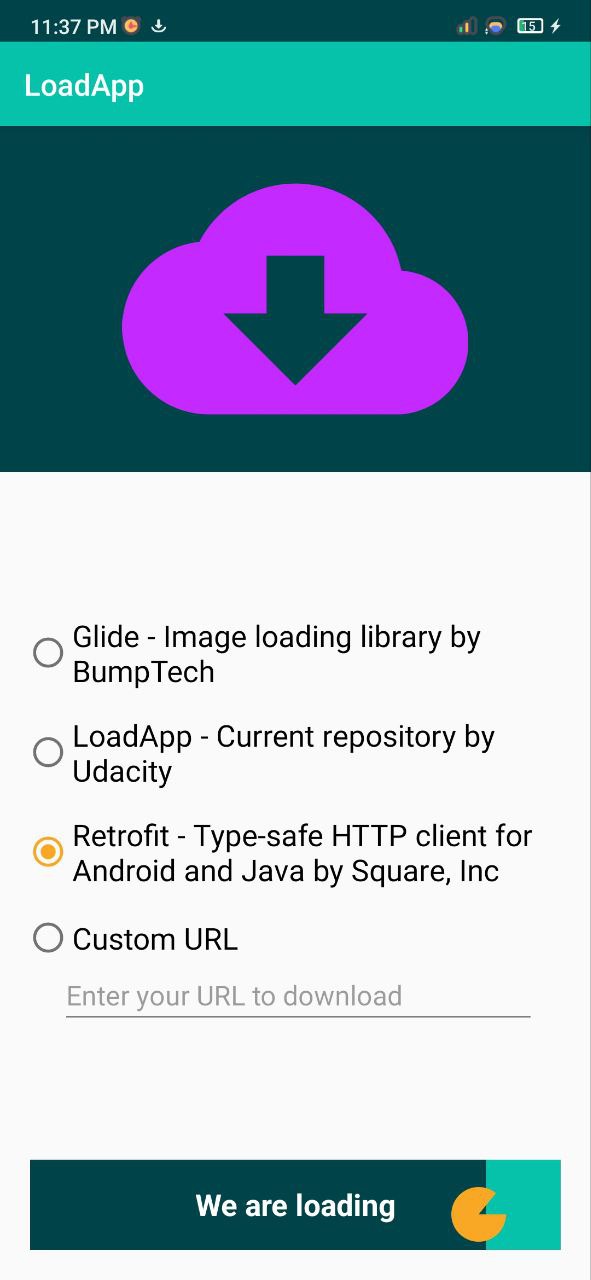 11:37 PM
15
LoadApp
Glide - Image loading library by
BumpTech
LoadApp - Current repository by
Udacity
Retrofit - Type-safe HTTP client for
Android and Java by Square, Inc
Custom URL
Enter your URL to download
We are loading